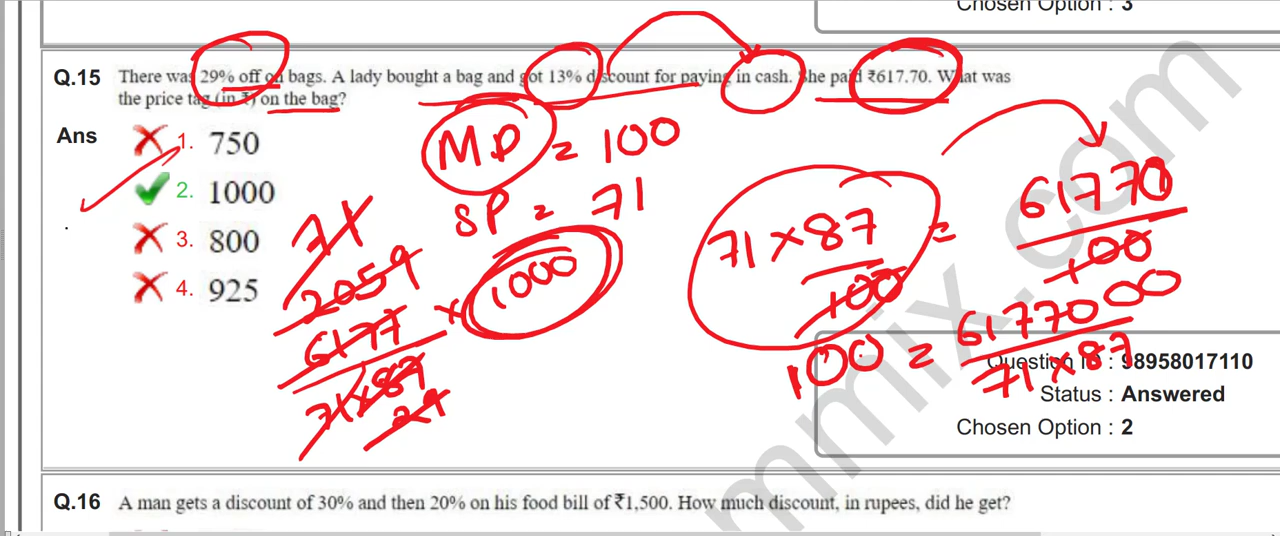 Chosen Option : 3
Q.15 There was 29% off on bags. A lady bought a bag and got 13% discount for paying in cash. She paid ₹617.70. What was
the price tag (in ₹) on the bag?
Ans 1. 750
2. 1000
3. 800
4. 925
MP = 100
SP = 71
71 × 87 / 100 = 61770 / 100
100 = 6177000 00 / 71 × 87
71
2059
6177 / 71×87 × 1000
29
Question ID : 98958017110
Status : Answered
Chosen Option : 2
Q.16 A man gets a discount of 30% and then 20% on his food bill of ₹1,500. How much discount, in rupees, did he get?
mmix.com